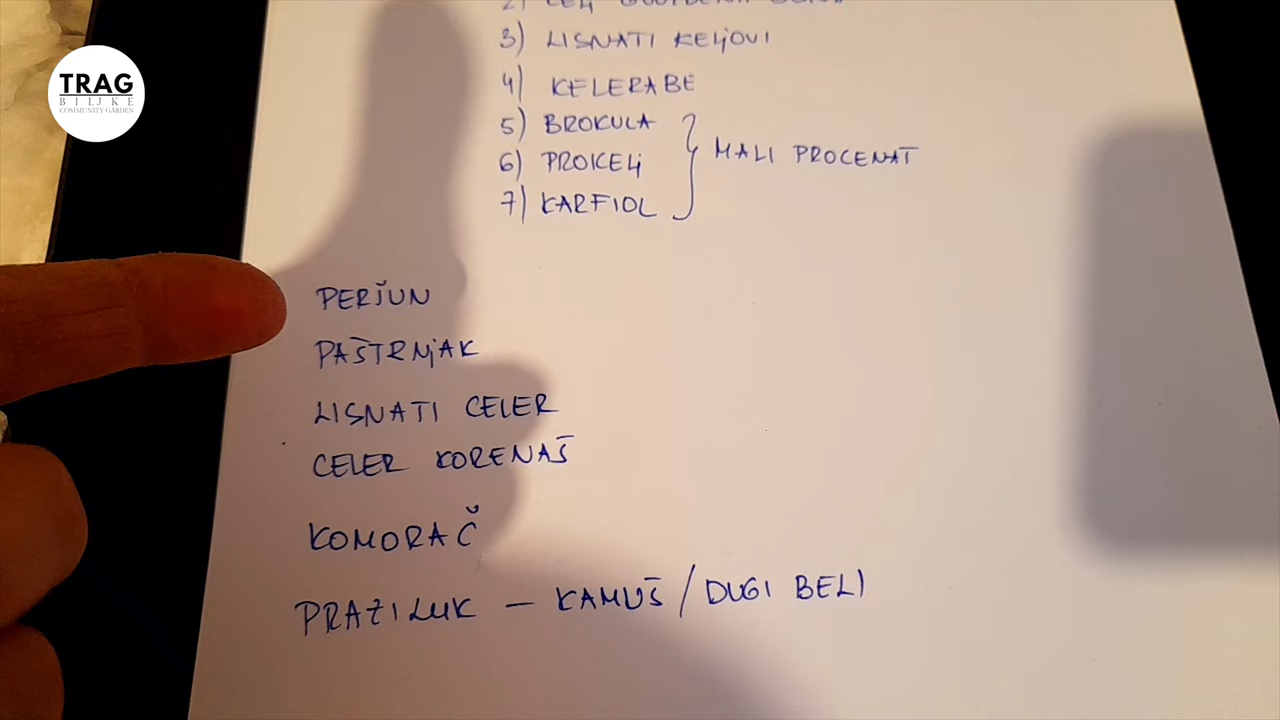 TRAG
BILJKE
COMMUNITY GARDEN
3) LISNATI KELJOVI
4) KELERABE
5) BROKULA
6) PROKELJ
7) KARFIOL
MALI PROCENAT
PERŠUN
PAŠTRNJAK
LISNATI CELER
CELER KORENAŠ
KOMORAČ
PRAZILUK – KAMUŠ / DUGI BELI